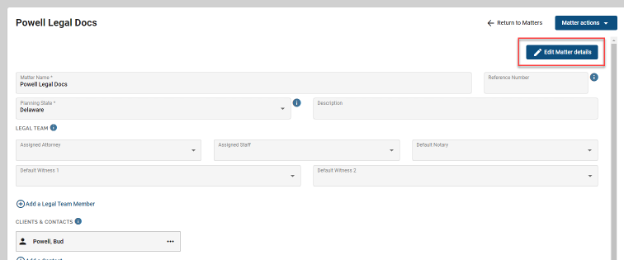 Powell Legal Docs
← Return to Matters
Matter actions
Edit Matter details
Matter Name *
Powell Legal Docs
Reference Number
Planning State *
Delaware
Description
LEGAL TEAM
Assigned Attorney
Assigned Staff
Default Notary
Default Witness 1
Default Witness 2
Add a Legal Team Member
CLIENTS & CONTACTS
Powell, Bud
Add a Contact